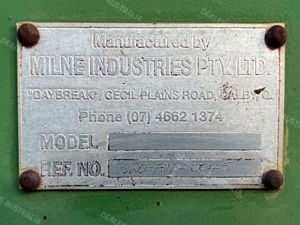 Manufactured by
MILNE INDUSTRIES PTY. LTD.
"DAYBREAK", CECIL PLAINS ROAD, DALBY, Q.
Phone (07) 4662 1374
MODEL
REF. NO.